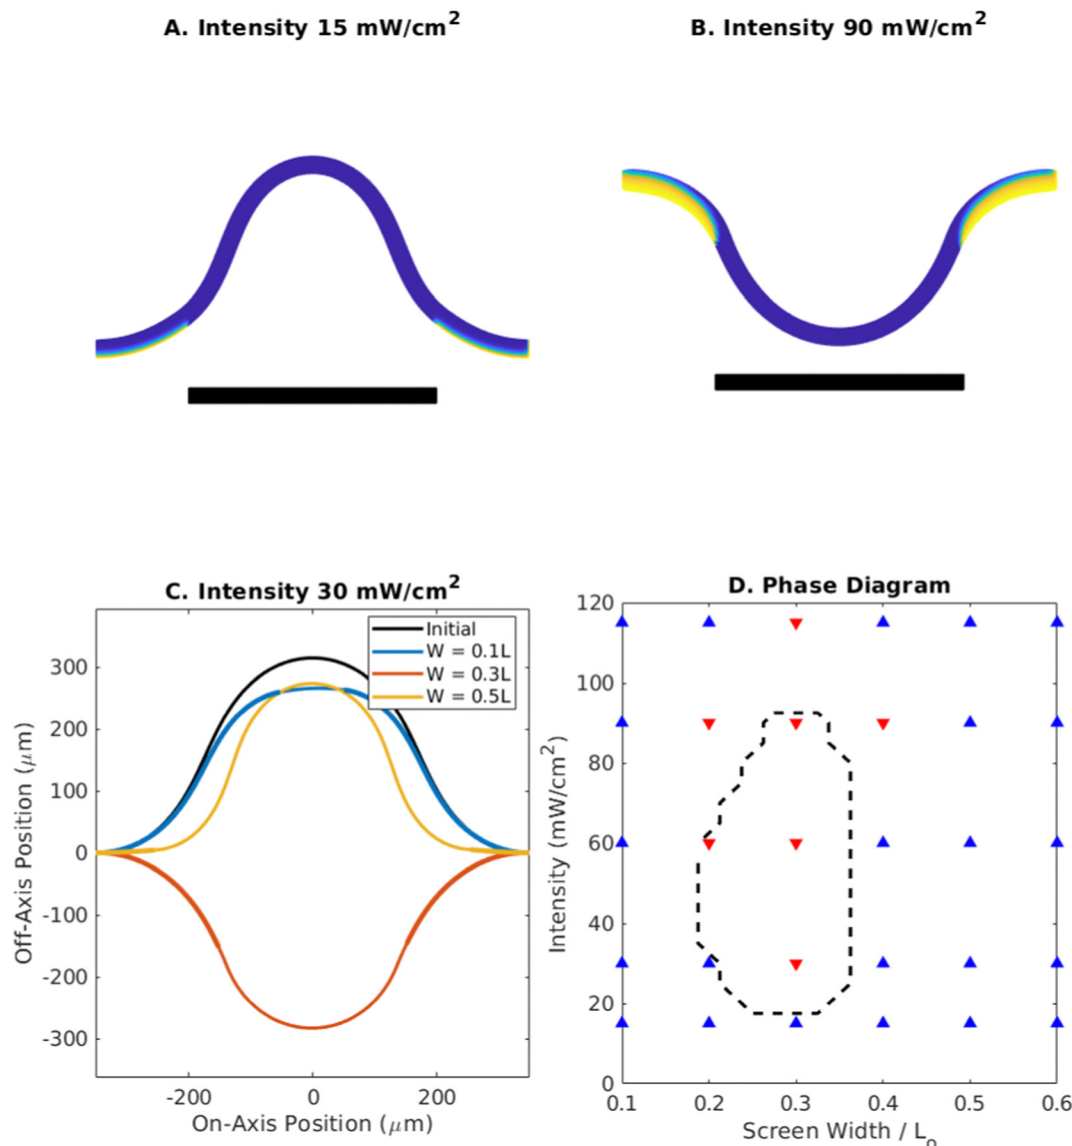 A. Intensity 15 mW/cm²
B. Intensity 90 mW/cm²
C. Intensity 30 mW/cm²
Off-Axis Position (μm)
300
200
100
0
-100
-200
-300
Initial
W = 0.1L
W = 0.3L
W = 0.5L
-200
0
200
On-Axis Position (μm)
D. Phase Diagram
Intensity (mW/cm²)
120
100
80
60
40
20
0
0.1
0.2
0.3
0.4
0.5
0.6
Screen Width / Lₒ